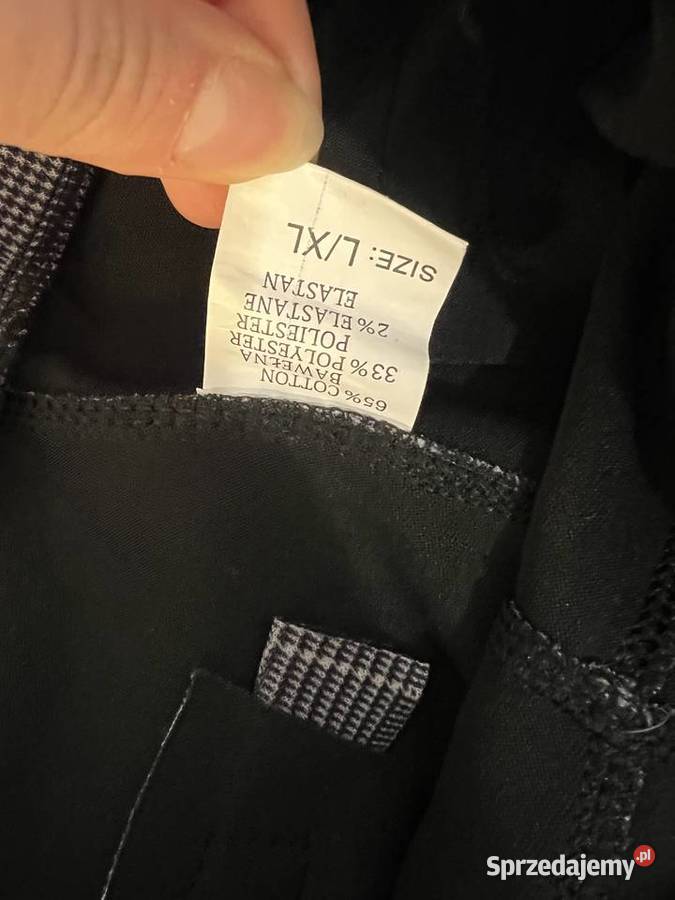 65% COTTON
BAWEŁNA
33% POLYESTER
POLIESTER
2% ELASTANE
ELASTAN
SIZE: L/XL
Sprzedajemy.pl